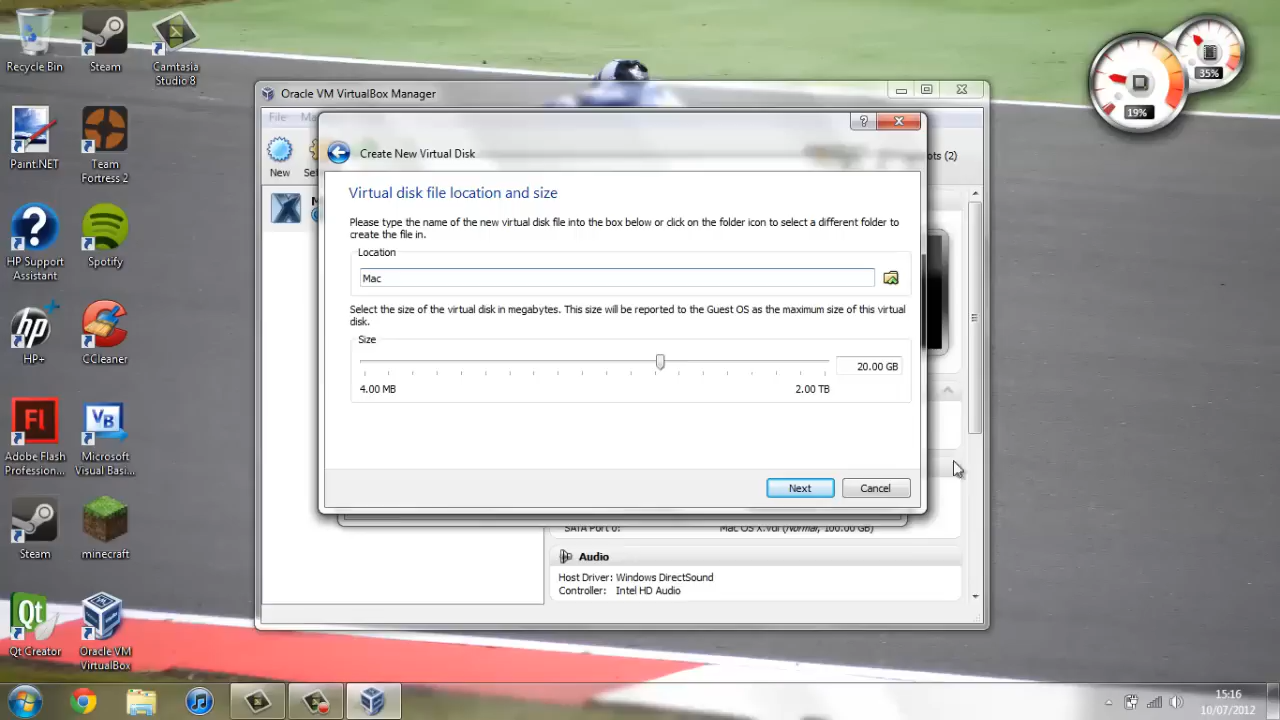 Recycle Bin
Steam
Camtasia
Studio 8
Paint.NET
Team
Fortress 2
HP Support
Assistant
Spotify
HP+
CCleaner
Adobe Flash
Profession...
Microsoft
Visual Basi...
Steam
minecraft
Qt Creator
Oracle VM
VirtualBox
35%
19%
Oracle VM VirtualBox Manager
File
New
Create New Virtual Disk
ots (2)
Virtual disk file location and size
Please type the name of the new virtual disk file into the box below or click on the folder icon to select a different folder to
create the file in.
Location
Mac
Select the size of the virtual disk in megabytes. This size will be reported to the Guest OS as the maximum size of this virtual
disk.
Size
20.00 GB
4.00 MB
2.00 TB
Next
Cancel
SATA Port 0: Mac OS X.vdi (Normal, 100.00 GB)
Audio
Host Driver: Windows DirectSound
Controller: Intel HD Audio
15:16
10/07/2012